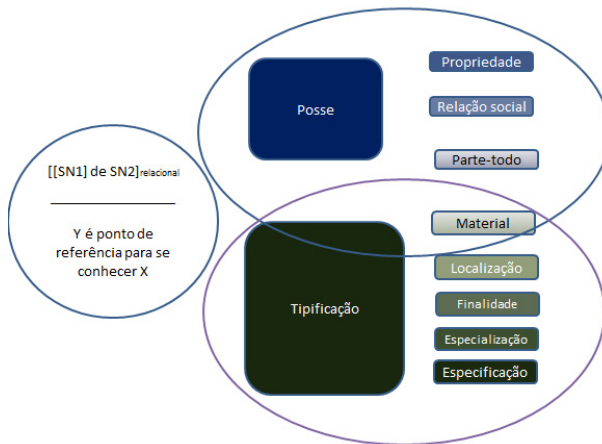 [[SN1] de SN2]relacional
Y é ponto de
referência para se
conhecer X
Posse
Propriedade
Relação social
Parte-todo
Tipificação
Material
Localização
Finalidade
Especialização
Especificação